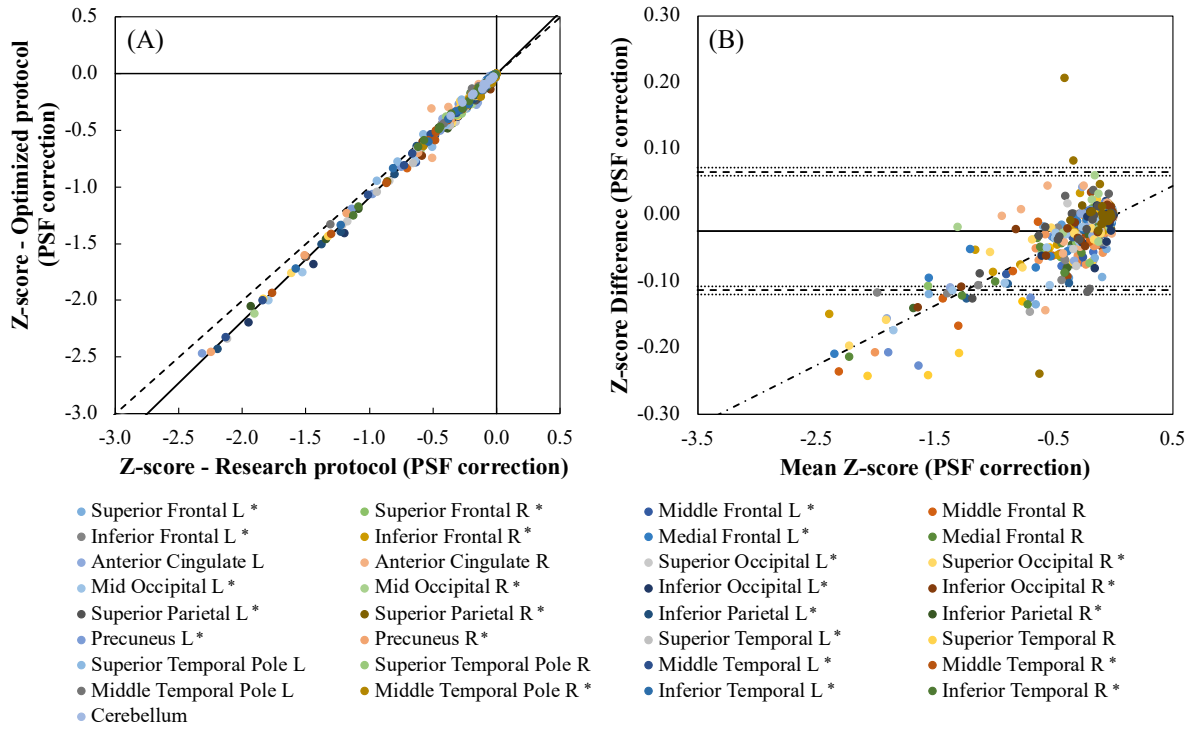 (A)
0.5
0.0
-0.5
-1.0
-1.5
-2.0
-2.5
-3.0
-3.0 -2.5 -2.0 -1.5 -1.0 -0.5 0.0 0.5
Z-score - Optimized protocol
(PSF correction)
Z-score - Research protocol (PSF correction)
(B)
0.30
0.20
0.10
0.00
-0.10
-0.20
-0.30
-3.5 -2.5 -1.5 -0.5 0.5
Z-score Difference (PSF correction)
Mean Z-score (PSF correction)
Superior Frontal L * Superior Frontal R * Middle Frontal L * Middle Frontal R
Inferior Frontal L * Inferior Frontal R * Medial Frontal L * Medial Frontal R
Anterior Cingulate L Anterior Cingulate R Superior Occipital L * Superior Occipital R *
Mid Occipital L * Mid Occipital R * Inferior Occipital L * Inferior Occipital R *
Superior Parietal L * Superior Parietal R * Inferior Parietal L * Inferior Parietal R *
Precuneus L * Precuneus R * Superior Temporal L * Superior Temporal R
Superior Temporal Pole L Superior Temporal Pole R Middle Temporal L * Middle Temporal R *
Middle Temporal Pole L Middle Temporal Pole R * Inferior Temporal L * Inferior Temporal R *
Cerebellum